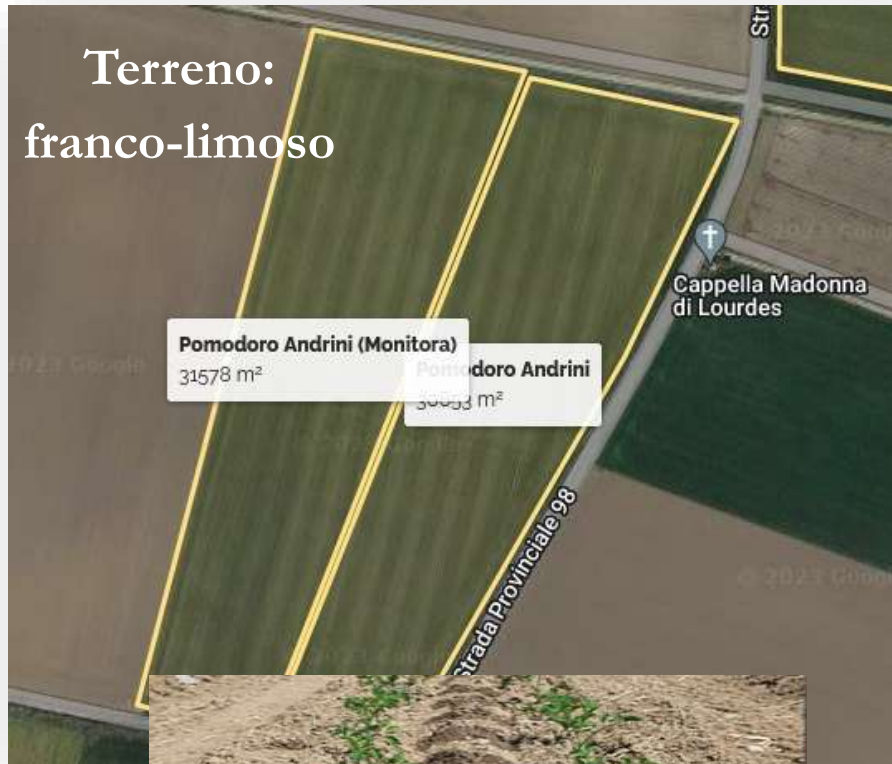 Terreno:
franco-limoso
Str
Cappella Madonna
di Lourdes
Pomodoro Andrini (Monitora)
31578 m²
Pomodoro Andrini
m²
Strada Provinciale 98
© 2023 Google